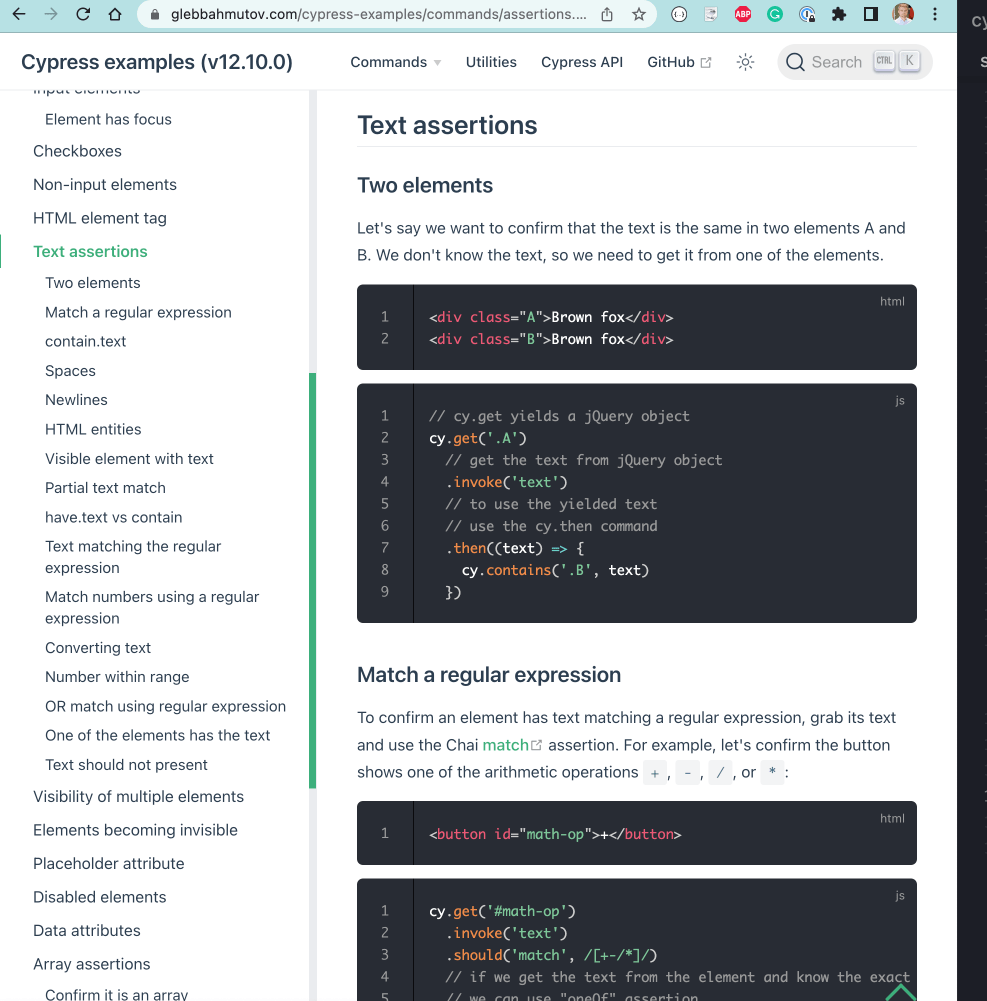 glebbahmutov.com/cypress-examples/commands/assertions....
ABP
Cypress examples (v12.10.0)
Commands
Utilities
Cypress API
GitHub
Search
CTRL
K
Input elements
Element has focus
Checkboxes
Non-input elements
HTML element tag
Text assertions
Two elements
Match a regular expression
contain.text
Spaces
Newlines
HTML entities
Visible element with text
Partial text match
have.text vs contain
Text matching the regular
expression
Match numbers using a regular
expression
Converting text
Number within range
OR match using regular expression
One of the elements has the text
Text should not present
Visibility of multiple elements
Elements becoming invisible
Placeholder attribute
Disabled elements
Data attributes
Array assertions
Confirm it is an array
Text assertions
Two elements
Let's say we want to confirm that the text is the same in two elements A and
B. We don't know the text, so we need to get it from one of the elements.
html
1 <div class="A">Brown fox</div>
2 <div class="B">Brown fox</div>
js
1 // cy.get yields a jQuery object
2 cy.get('.A')
3   // get the text from jQuery object
4   .invoke('text')
5   // to use the yielded text
6   // use the cy.then command
7   .then((text) => {
8     cy.contains('.B', text)
9   })
Match a regular expression
To confirm an element has text matching a regular expression, grab its text
and use the Chai match assertion. For example, let's confirm the button
shows one of the arithmetic operations + , - , / , or * :
html
1 <button id="math-op">+</button>
js
1 cy.get('#math-op')
2   .invoke('text')
3   .should('match', /[+-/*]/)
4   // if we get the text from the element and know the exact
5   // we can use "oneOf" assertion
cy